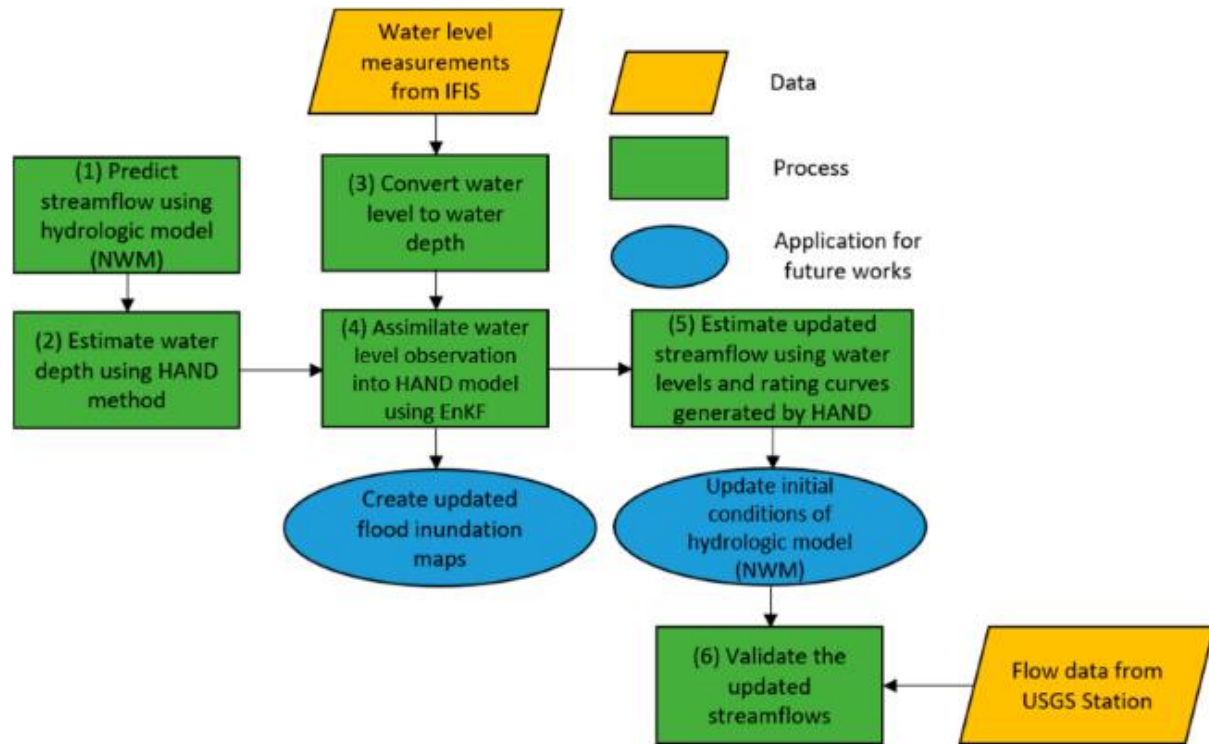 Water level
measurements
from IFIS
Data
Process
Application for
future works
(1) Predict
streamflow using
hydrologic model
(NWM)
(3) Convert water
level to water
depth
(2) Estimate water
depth using HAND
method
(4) Assimilate water
level observation
into HAND model
using EnKF
(5) Estimate updated
streamflow using water
levels and rating curves
generated by HAND
Create updated
flood inundation
maps
Update initial
conditions of
hydrologic model
(NWM)
(6) Validate the
updated
streamflows
Flow data from
USGS Station